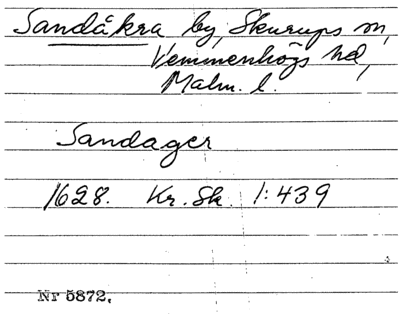 Sandåkra by, Skurups sn,
Vemmenhögs hd,
Malm. l.
Sandager
1628. Kr. Sk. 1:439
Nr 5872.